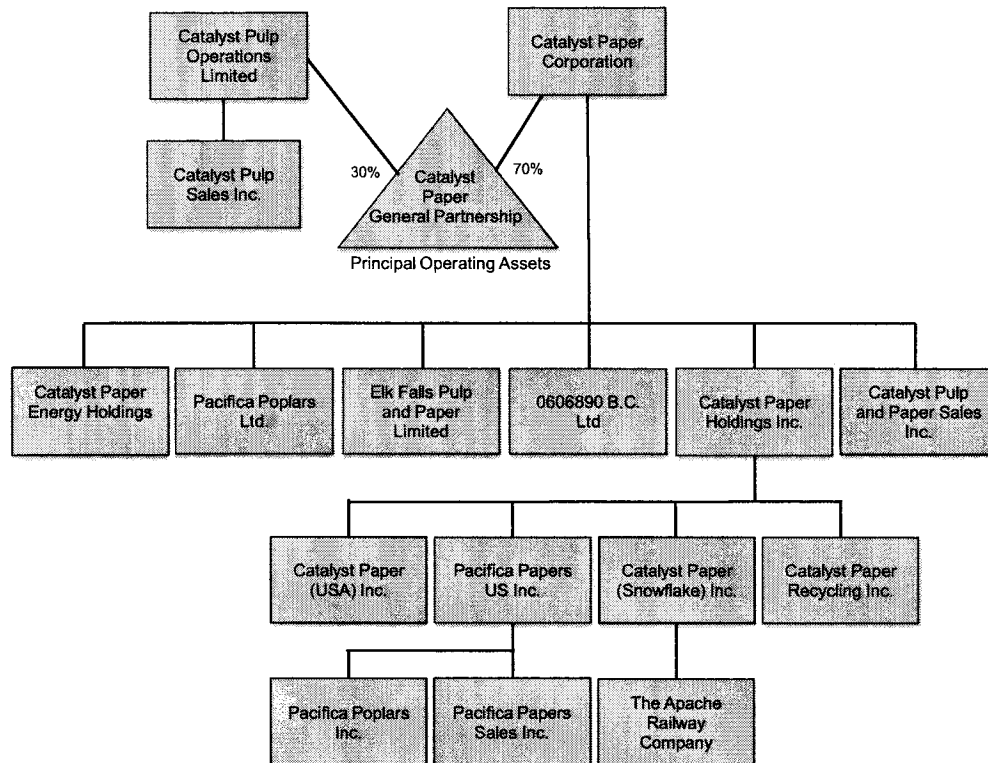 Catalyst Pulp
Operations
Limited
Catalyst Paper
Corporation
Catalyst Pulp
Sales Inc.
30%
70%
Catalyst
Paper
General Partnership
Principal Operating Assets
Catalyst Paper
Energy Holdings
Pacifica Poplars
Ltd.
Elk Falls Pulp
and Paper
Limited
0606890 B.C.
Ltd
Catalyst Paper
Holdings Inc.
Catalyst Pulp
and Paper Sales
Inc.
Catalyst Paper
(USA) Inc.
Pacifica Papers
US Inc.
Catalyst Paper
(Snowflake) Inc.
Catalyst Paper
Recycling Inc.
Pacifica Poplars
Inc.
Pacifica Papers
Sales Inc.
The Apache
Railway
Company